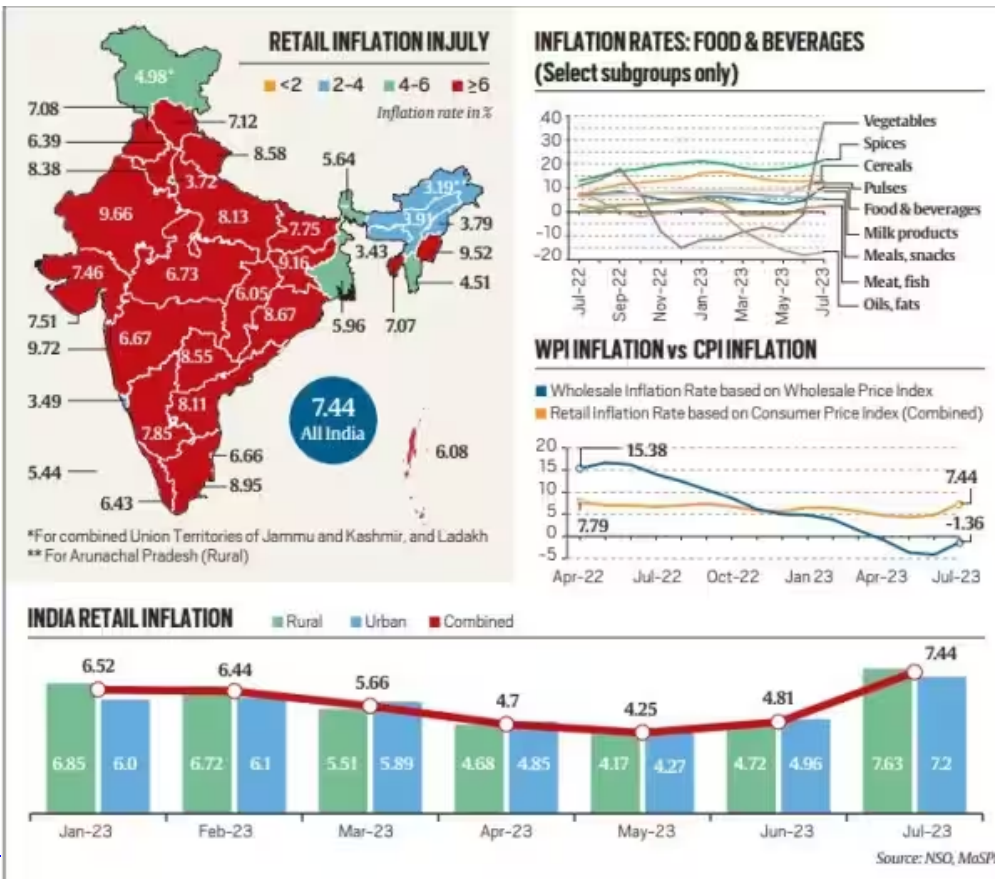 RETAIL INFLATION IN JULY
<2 2–4 4–6 ≥6
Inflation rate in %
4.98*
7.08
7.12
6.39
8.58
8.38
3.72
5.64
3.19**
9.66
8.13
7.75
3.91
3.79
3.43
9.52
7.46
6.73
9.16
4.51
6.05
8.67
7.51
5.96
7.07
9.72
6.67
8.55
3.49
8.11
7.44
All India
7.85
6.66
6.08
5.44
8.95
6.43
*For combined Union Territories of Jammu and Kashmir, and Ladakh
** For Arunachal Pradesh (Rural)
INFLATION RATES: FOOD & BEVERAGES
(Select subgroups only)
40
30
20
10
0
-10
-20
Vegetables
Spices
Cereals
Pulses
Food & beverages
Milk products
Meals, snacks
Meat, fish
Oils, fats
Jul-22 Sep-22 Nov-22 Jan-23 Mar-23 May-23 Jul-23
WPI INFLATION vs CPI INFLATION
Wholesale Inflation Rate based on Wholesale Price Index
Retail Inflation Rate based on Consumer Price Index (Combined)
20
15
10
5
0
-5
15.38
7.44
7.79
-1.36
Apr-22 Jul-22 Oct-22 Jan 23 Apr-23 Jul-23
INDIA RETAIL INFLATION
Rural Urban Combined
6.52 6.44 5.66 4.7 4.25 4.81 7.44
6.85 6.0 6.72 6.1 5.51 5.89 4.68 4.85 4.17 4.27 4.72 4.96 7.63 7.2
Jan-23 Feb-23 Mar-23 Apr-23 May-23 Jun-23 Jul-23
Source: NSO, MoSP